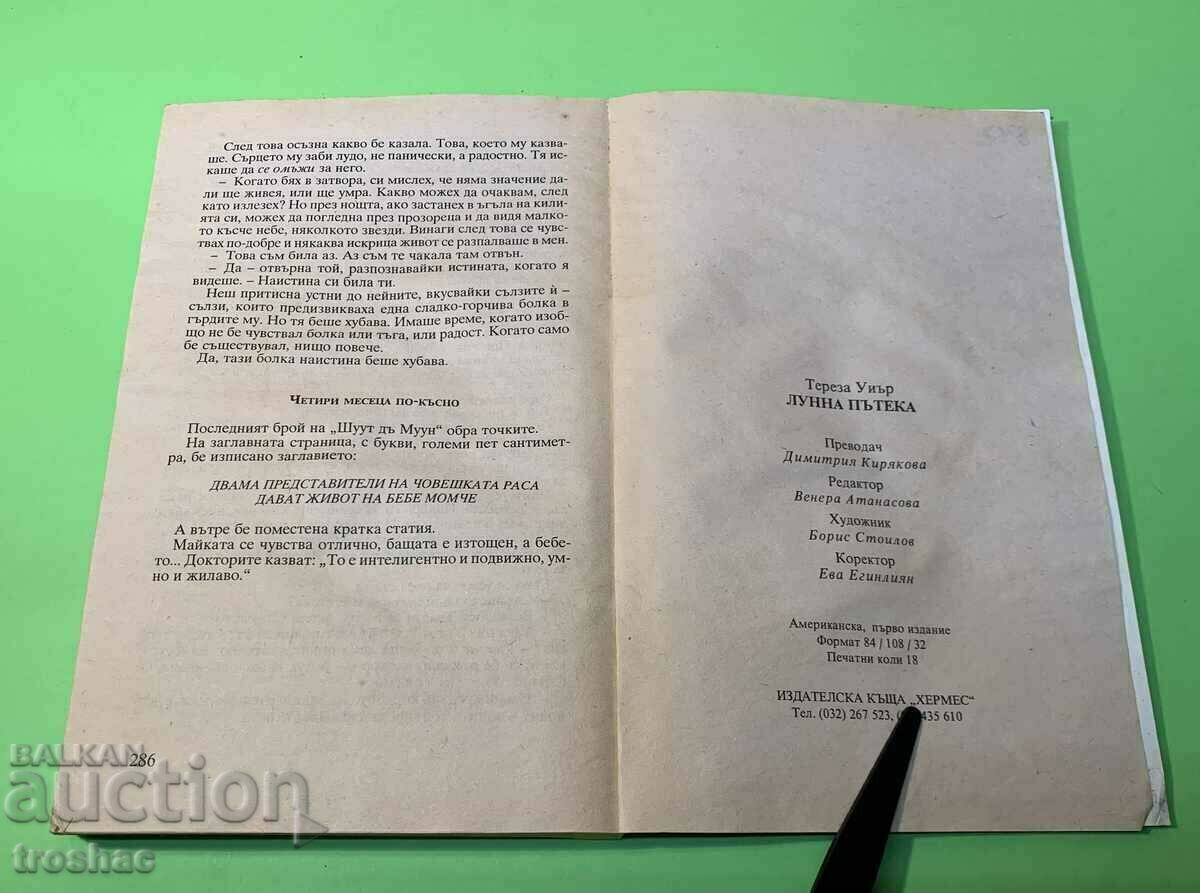 След това осъзна какво бе казала. Това, което му казва-
ше. Сърцето му заби лудо, не панически, а радостно. Тя ис-
каше да се омъжи за него.
– Когато бях в затвора, си мислех, че няма значение да-
ли ще живея, или ще умра. Какво можех да очаквам, след
като излезех? Но през нощта, ако застанех в ъгъла на кили-
ята си, можех да погледна през прозореца и да видя малко-
то късче небе, няколкото звезди. Винаги след това се чувс-
твах по-добре и някаква искрица живот се разпалваше в мен.
– Това съм била аз. Аз съм те чакала там отвън.
– Да – отвърна той, разпознавайки истината, когато я
видеше. – Наистина си била ти.
Неш притисна устни до нейните, вкусвайки сълзите ѝ –
сълзи, които предизвикваха една сладко-горчива болка в
гърдите му. Но тя беше хубава. Имаше време, когато изоб-
що не бе чувствал болка или тъга, или радост. Когато само
бе съществувал, нищо повече.
Да, тази болка наистина беше хубава.
Четири месеца по-късно
Последният брой на „Шуут дъ Муун“ обра точките.
На заглавната страница, с букви, големи пет сантимет-
ра, бе изписано заглавието:
ДВАМА ПРЕДСТАВИТЕЛИ НА ЧОВЕШКАТА РАСА
ДАВАТ ЖИВОТ НА БЕБЕ МОМЧЕ
А вътре бе поместена кратка статия.
Майката се чувства отлично, бащата е изтощен, а бебе-
то... Докторите казват: „То е интелигентно и подвижно, ум-
но и жилаво.“
286
Тереза Уиър
ЛУННА ПЪТЕКА
Преводач
Димитрия Кирякова
Редактор
Венера Атанасова
Художник
Борис Стоилов
Коректор
Ева Егинлиян
Американска, първо издание
Формат 84/108/32
Печатни коли 18
ИЗДАТЕЛСКА КЪЩА „ХЕРМЕС“
Тел. (032) 267 523, 435 610
BALKAN
auction
troshac